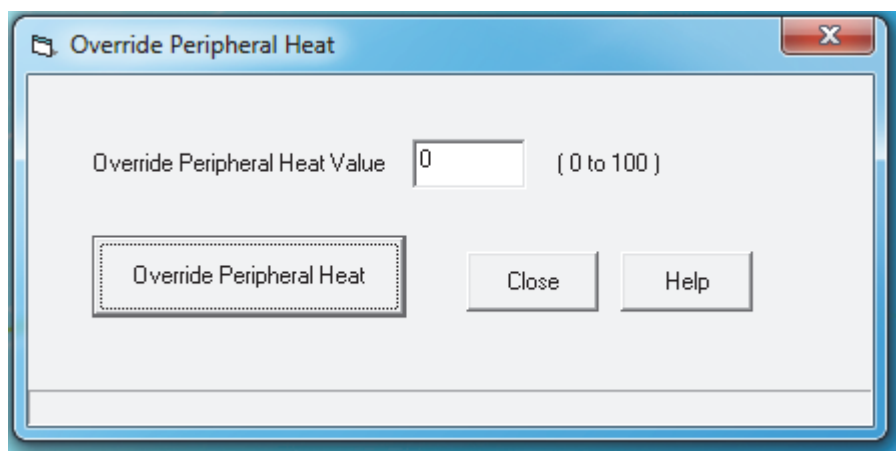 Override Peripheral Heat
Override Peripheral Heat Value 0 ( 0 to 100 )
Override Peripheral Heat Close Help